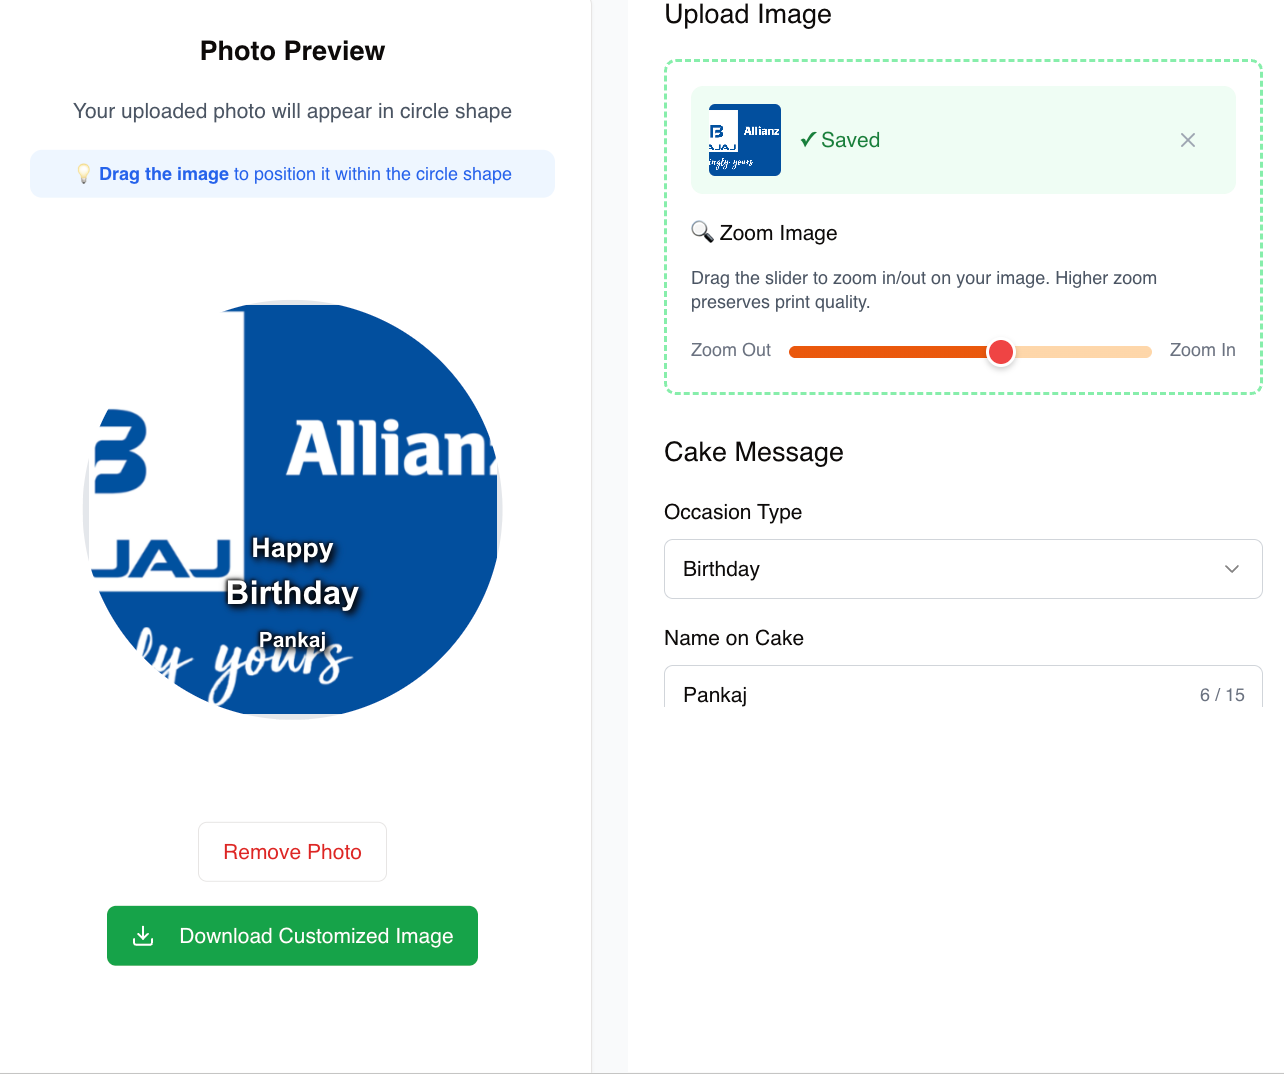 Photo Preview
Your uploaded photo will appear in circle shape
💡 Drag the image to position it within the circle shape
B
Allianz
JAJ
Happy
Birthday
Pankaj
ly yours
Remove Photo
Download Customized Image
Upload Image
B Allianz
AJAJ
ingly yours
✓ Saved
🔍 Zoom Image
Drag the slider to zoom in/out on your image. Higher zoom
preserves print quality.
Zoom Out
Zoom In
Cake Message
Occasion Type
Birthday
Name on Cake
Pankaj
6 / 15